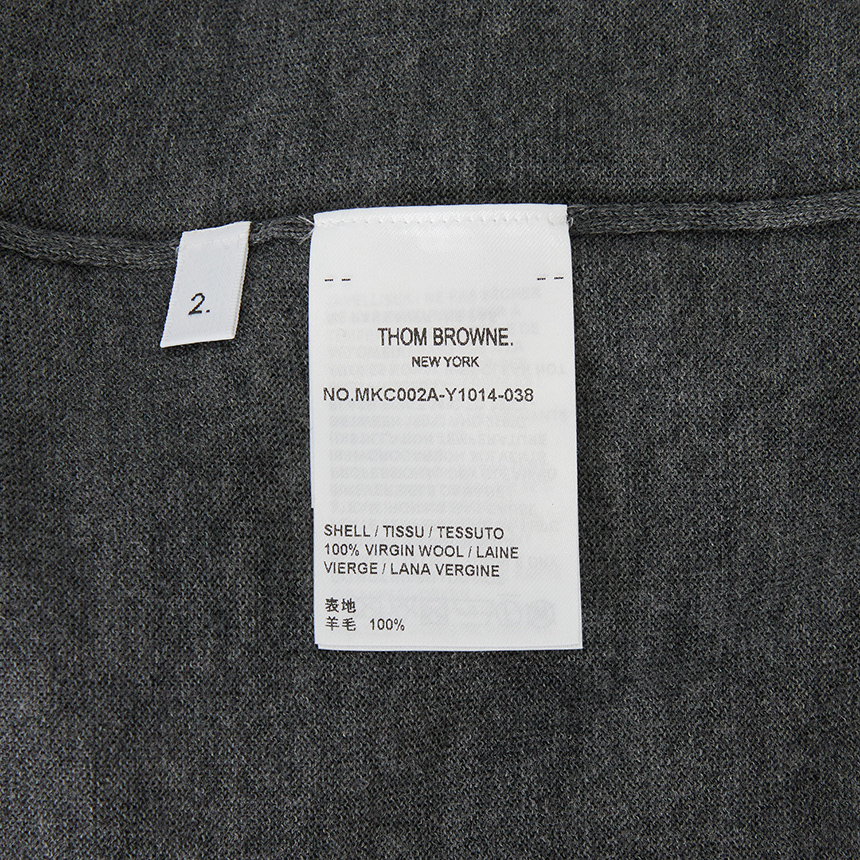 2.
THOM BROWNE.
NEW YORK
NO.MKC002A-Y1014-038
SHELL / TISSU / TESSUTO
100% VIRGIN WOOL / LAINE
VIERGE / LANA VERGINE
表地
羊毛 100%